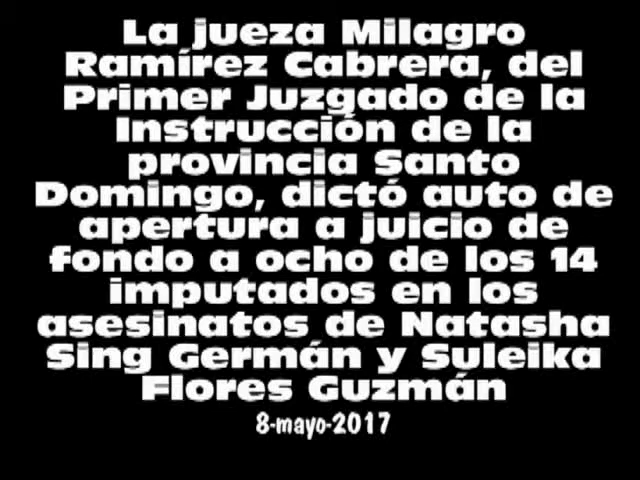 La jueza Milagro
Ramírez Cabrera, del
Primer Juzgado de la
Instrucción de la
provincia Santo
Domingo, dictó auto de
apertura a juicio de
fondo a ocho de los 14
imputados en los
asesinatos de Natasha
Sing Germán y Suleika
Flores Guzmán
8-mayo-2017